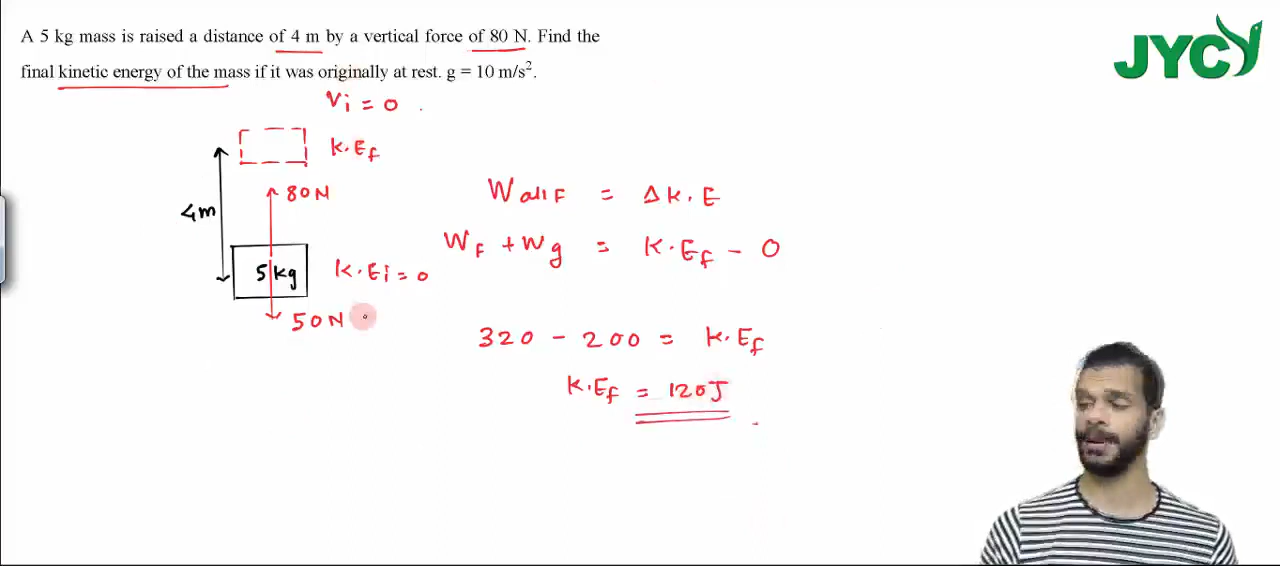 A 5 kg mass is raised a distance of 4 m by a vertical force of 80 N. Find the
final kinetic energy of the mass if it was originally at rest. g = 10 m/s².
JYCY
Vi = 0
K.Ef
80N
4m
5kg
K.Ei = 0
50N
Wall F = Δ K.E
WF + Wg = K.Ef - 0
320 - 200 = K.Ef
K.Ef = 120J